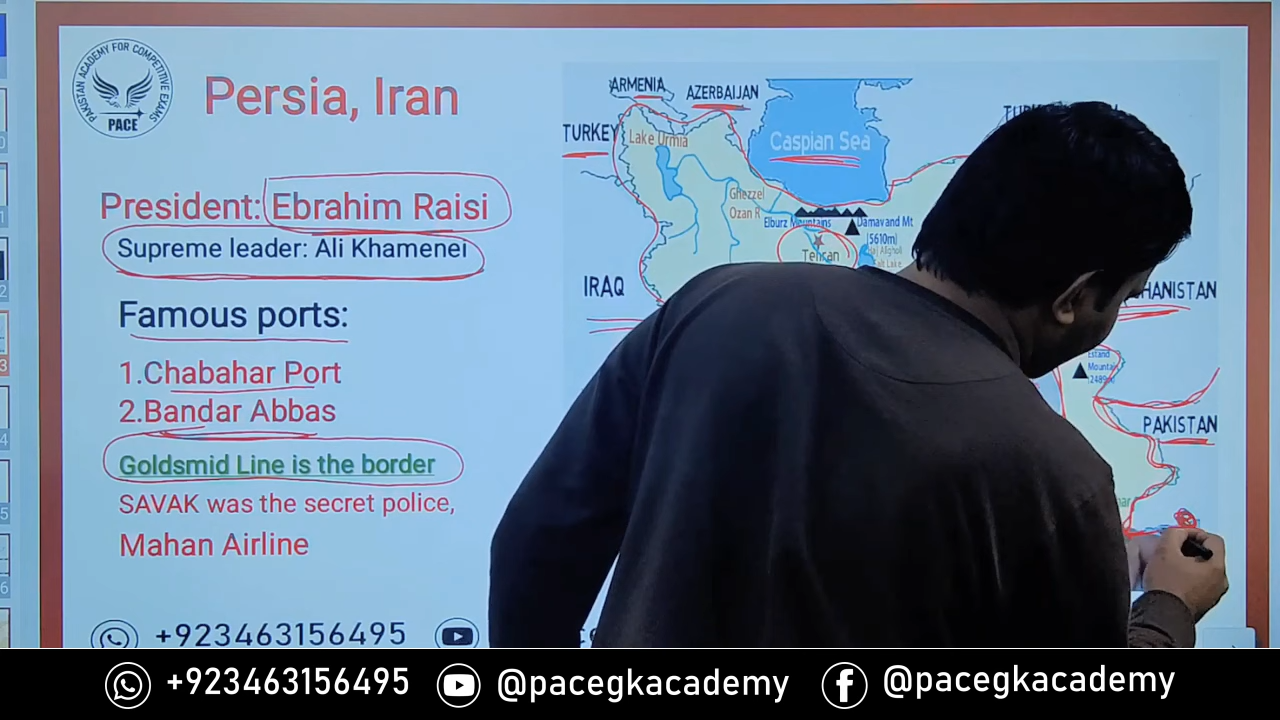 PAKISTAN ACADEMY FOR COMPETITIVE EXAMS
PACE
Persia, Iran
President: Ebrahim Raisi
Supreme leader: Ali Khamenei
Famous ports:
1.Chabahar Port
2.Bandar Abbas
Goldsmid Line is the border
SAVAK was the secret police,
Mahan Airline
+923463156495
ARMENIA
AZERBAIJAN
TURKEY
Lake Urmia
Caspian Sea
Ghezzel
Ozan R
Elburz Mountains
Damavand Mt
(5610m)
Tehran
IRAQ
PAKISTAN
+923463156495
@pacegkacademy
@pacegkacademy